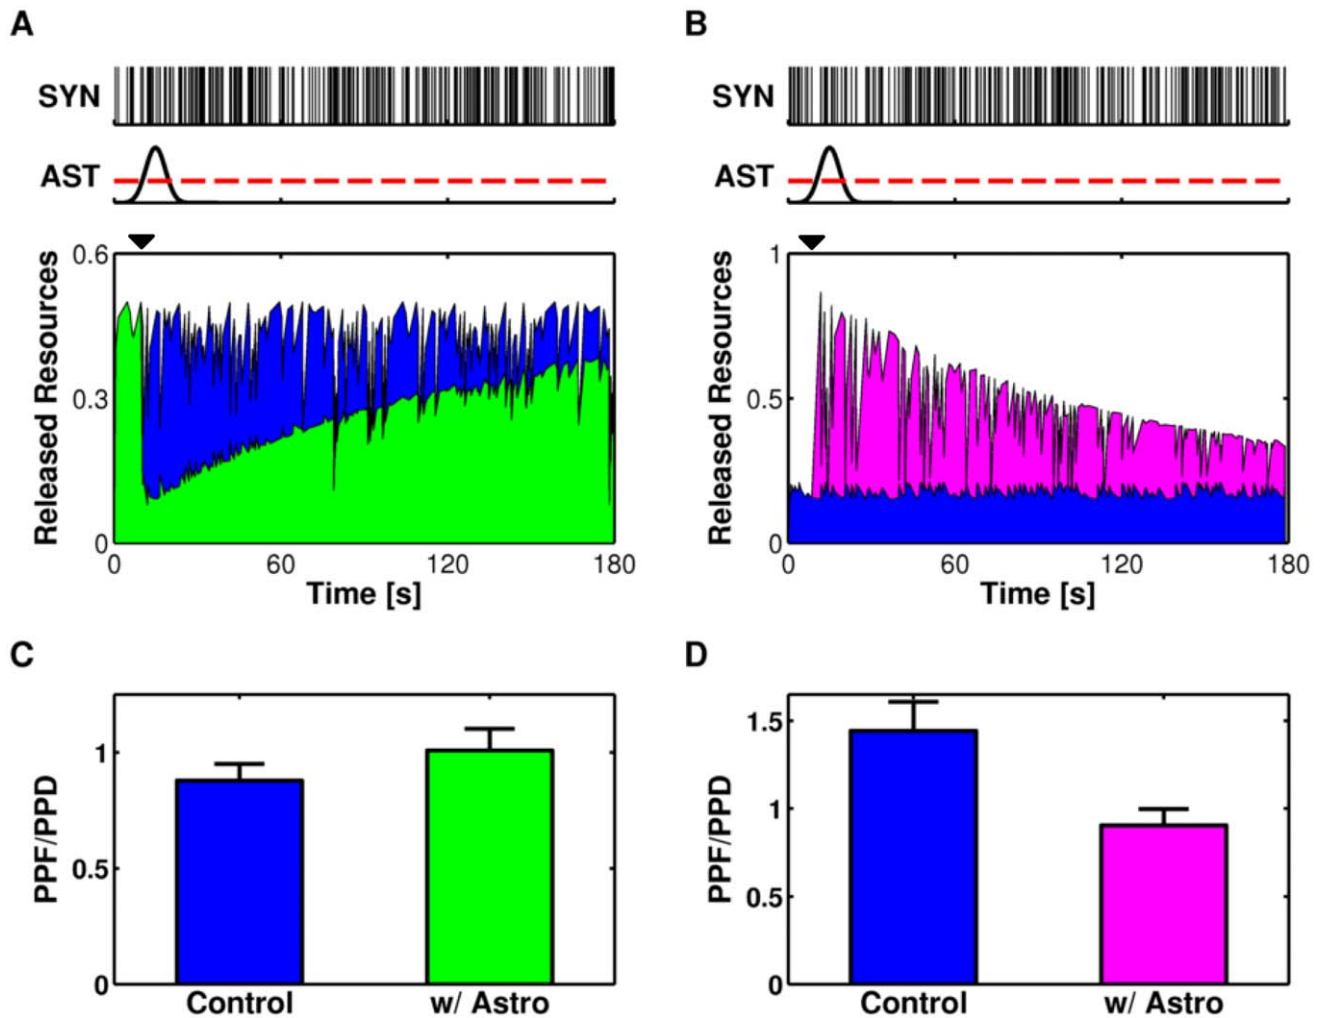 A
B
SYN
SYN
AST
AST
0.6
0.3
0
Released Resources
0 60 120 180
Time [s]
1
0.5
0
Released Resources
0 60 120 180
Time [s]
C
D
1
0.5
0
PPF/PPD
Control w/ Astro
1.5
1
0.5
0
PPF/PPD
Control w/ Astro